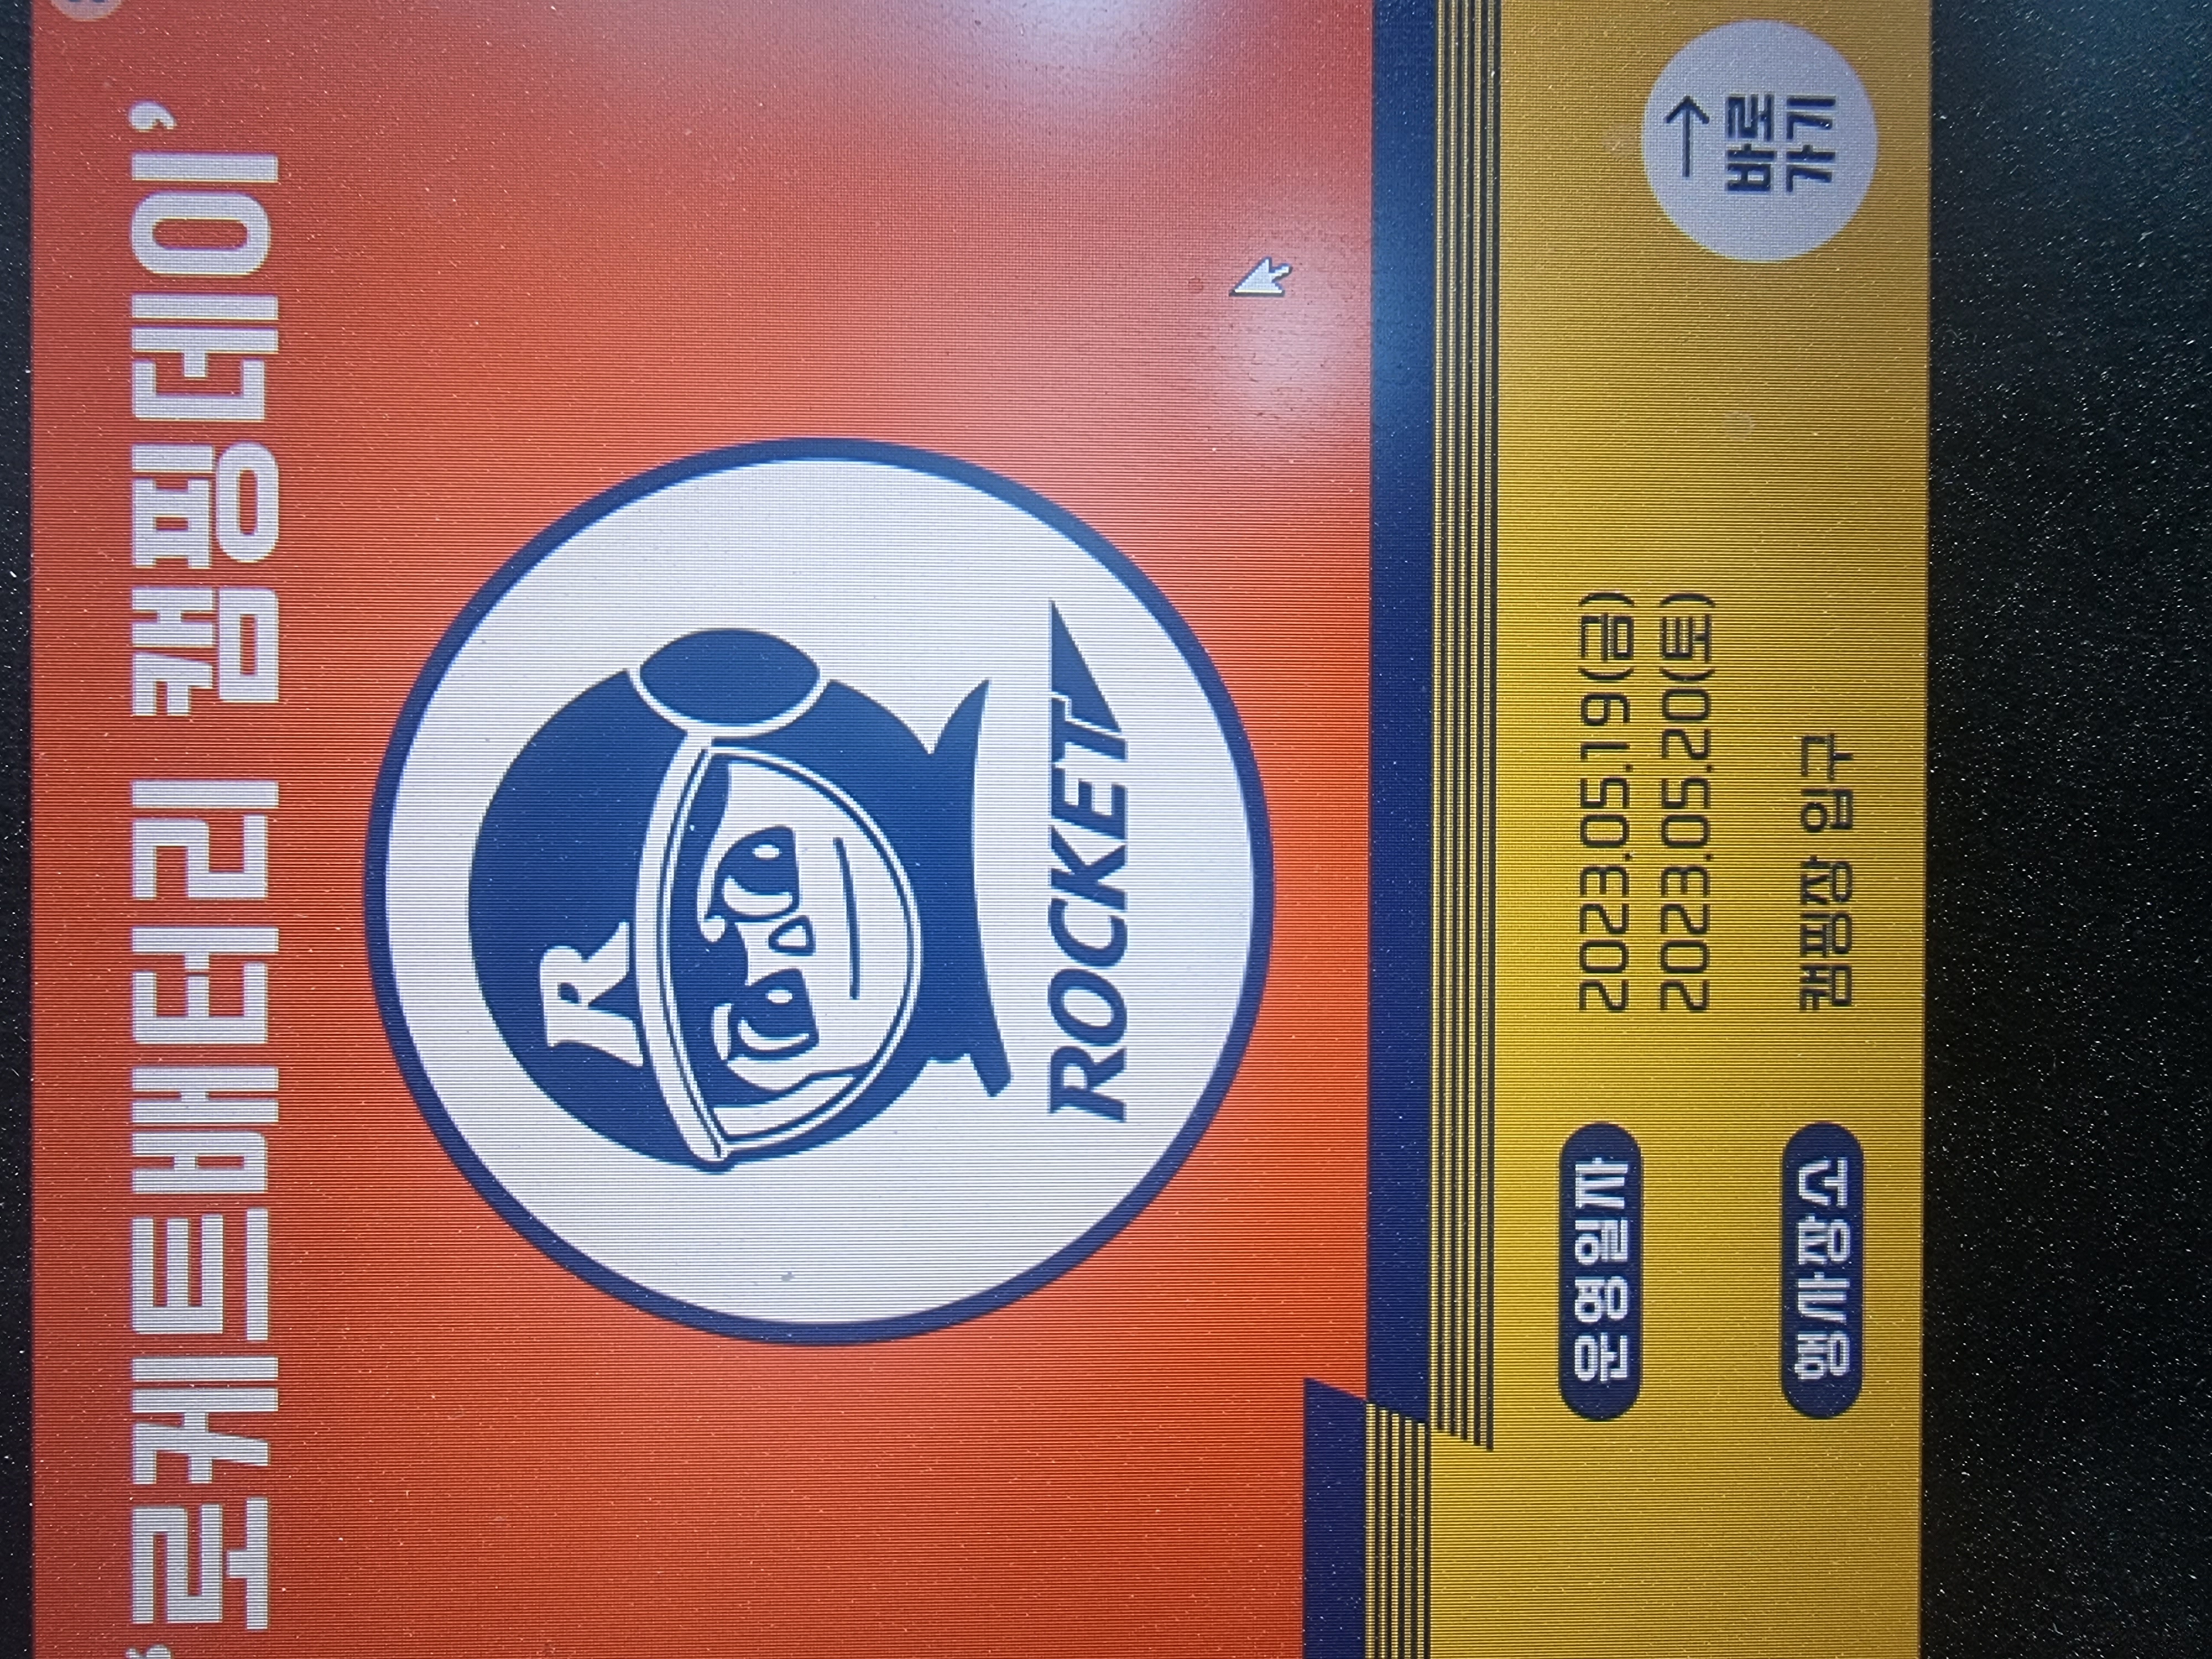 ‘로케트배터리 캠핑데이’
R
ROCKET
운영일자
2023.05.19(금)
2023.05.20(토)
행사장소
캠핑장 입구
바로
가기
→